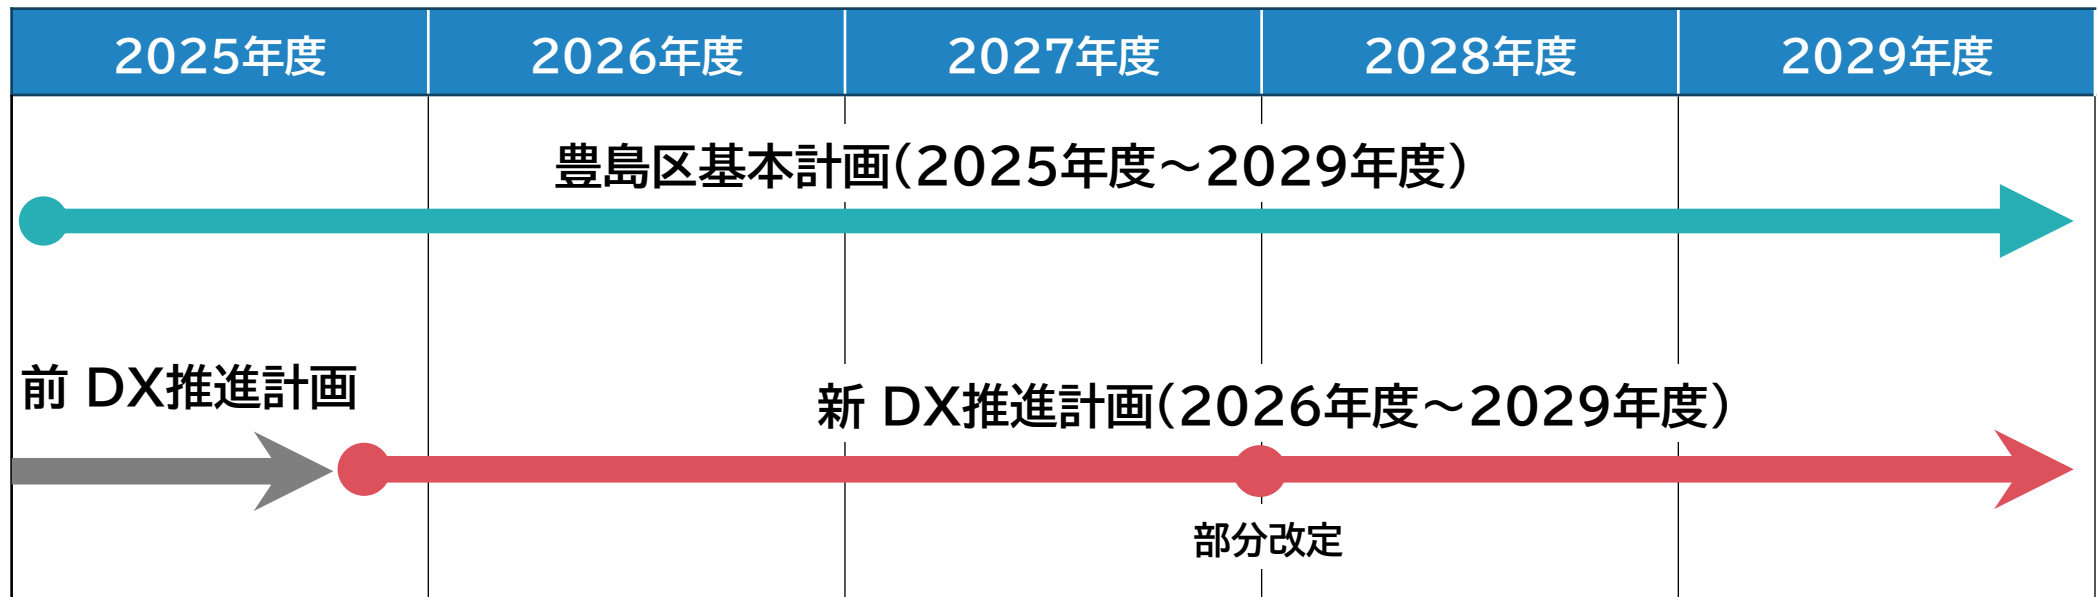 2025年度
2026年度
2027年度
2028年度
2029年度
豊島区基本計画(2025年度～2029年度)
前 DX推進計画
新 DX推進計画(2026年度～2029年度)
部分改定